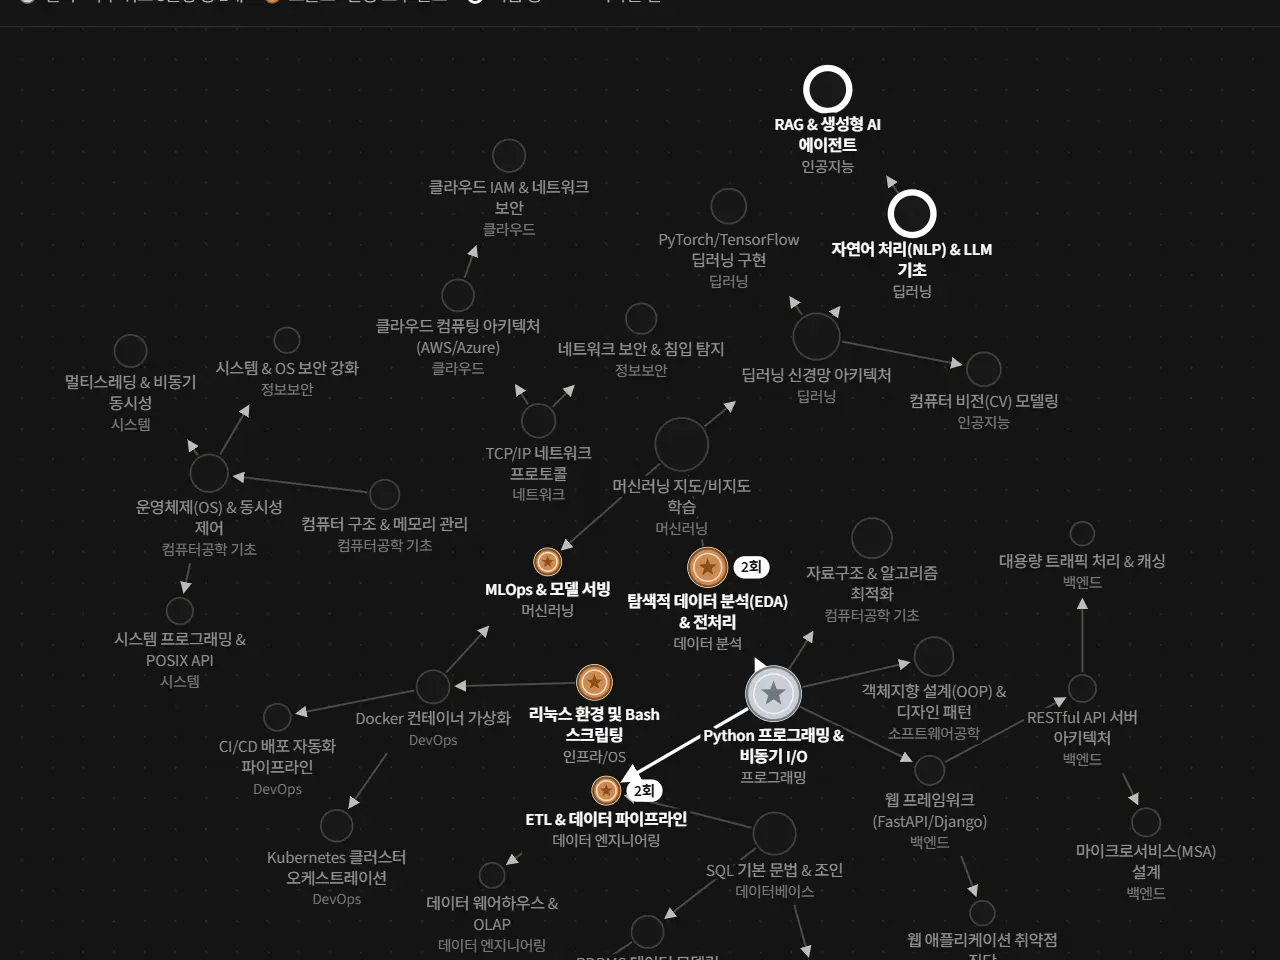 RAG & 생성형 AI
에이전트
인공지능
클라우드 IAM & 네트워크
보안
클라우드
PyTorch/TensorFlow
딥러닝 구현
딥러닝
자연어 처리(NLP) & LLM
기초
딥러닝
클라우드 컴퓨팅 아키텍처
(AWS/Azure)
클라우드
네트워크 보안 & 침입 탐지
정보보안
멀티스레딩 & 비동기
동시성
시스템
시스템 & OS 보안 강화
정보보안
딥러닝 신경망 아키텍처
딥러닝
컴퓨터 비전(CV) 모델링
인공지능
TCP/IP 네트워크
프로토콜
네트워크
머신러닝 지도/비지도
학습
머신러닝
운영체제(OS) & 동시성
제어
컴퓨터공학 기초
컴퓨터 구조 & 메모리 관리
컴퓨터공학 기초
MLOps & 모델 서빙
머신러닝
2회
탐색적 데이터 분석(EDA)
& 전처리
데이터 분석
자료구조 & 알고리즘
최적화
컴퓨터공학 기초
대용량 트래픽 처리 & 캐싱
백엔드
시스템 프로그래밍 &
POSIX API
시스템
Docker 컨테이너 가상화
DevOps
리눅스 환경 및 Bash
스크립팅
인프라/OS
Python 프로그래밍 &
비동기 I/O
프로그래밍
객체지향 설계(OOP) &
디자인 패턴
소프트웨어공학
RESTful API 서버
아키텍처
백엔드
CI/CD 배포 자동화
파이프라인
DevOps
2회
ETL & 데이터 파이프라인
데이터 엔지니어링
웹 프레임워크
(FastAPI/Django)
백엔드
Kubernetes 클러스터
오케스트레이션
DevOps
SQL 기본 문법 & 조인
데이터베이스
마이크로서비스(MSA)
설계
백엔드
데이터 웨어하우스 &
OLAP
데이터 엔지니어링
웹 애플리케이션 취약점